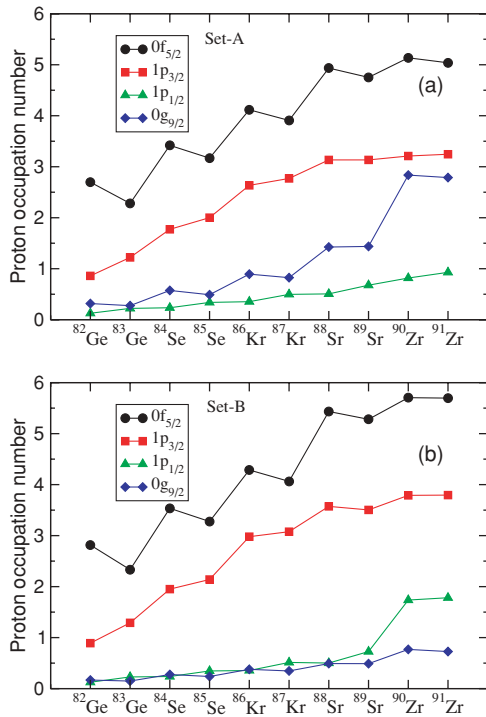 Set-A
0f5/2
1p3/2
1p1/2
0g9/2
(a)
Proton occupation number
6
5
4
3
2
1
0
82Ge 83Ge 84Se 85Se 86Kr 87Kr 88Sr 89Sr 90Zr 91Zr
Set-B
0f5/2
1p3/2
1p1/2
0g9/2
(b)
Proton occupation number
6
5
4
3
2
1
0
82Ge 83Ge 84Se 85Se 86Kr 87Kr 88Sr 89Sr 90Zr 91Zr